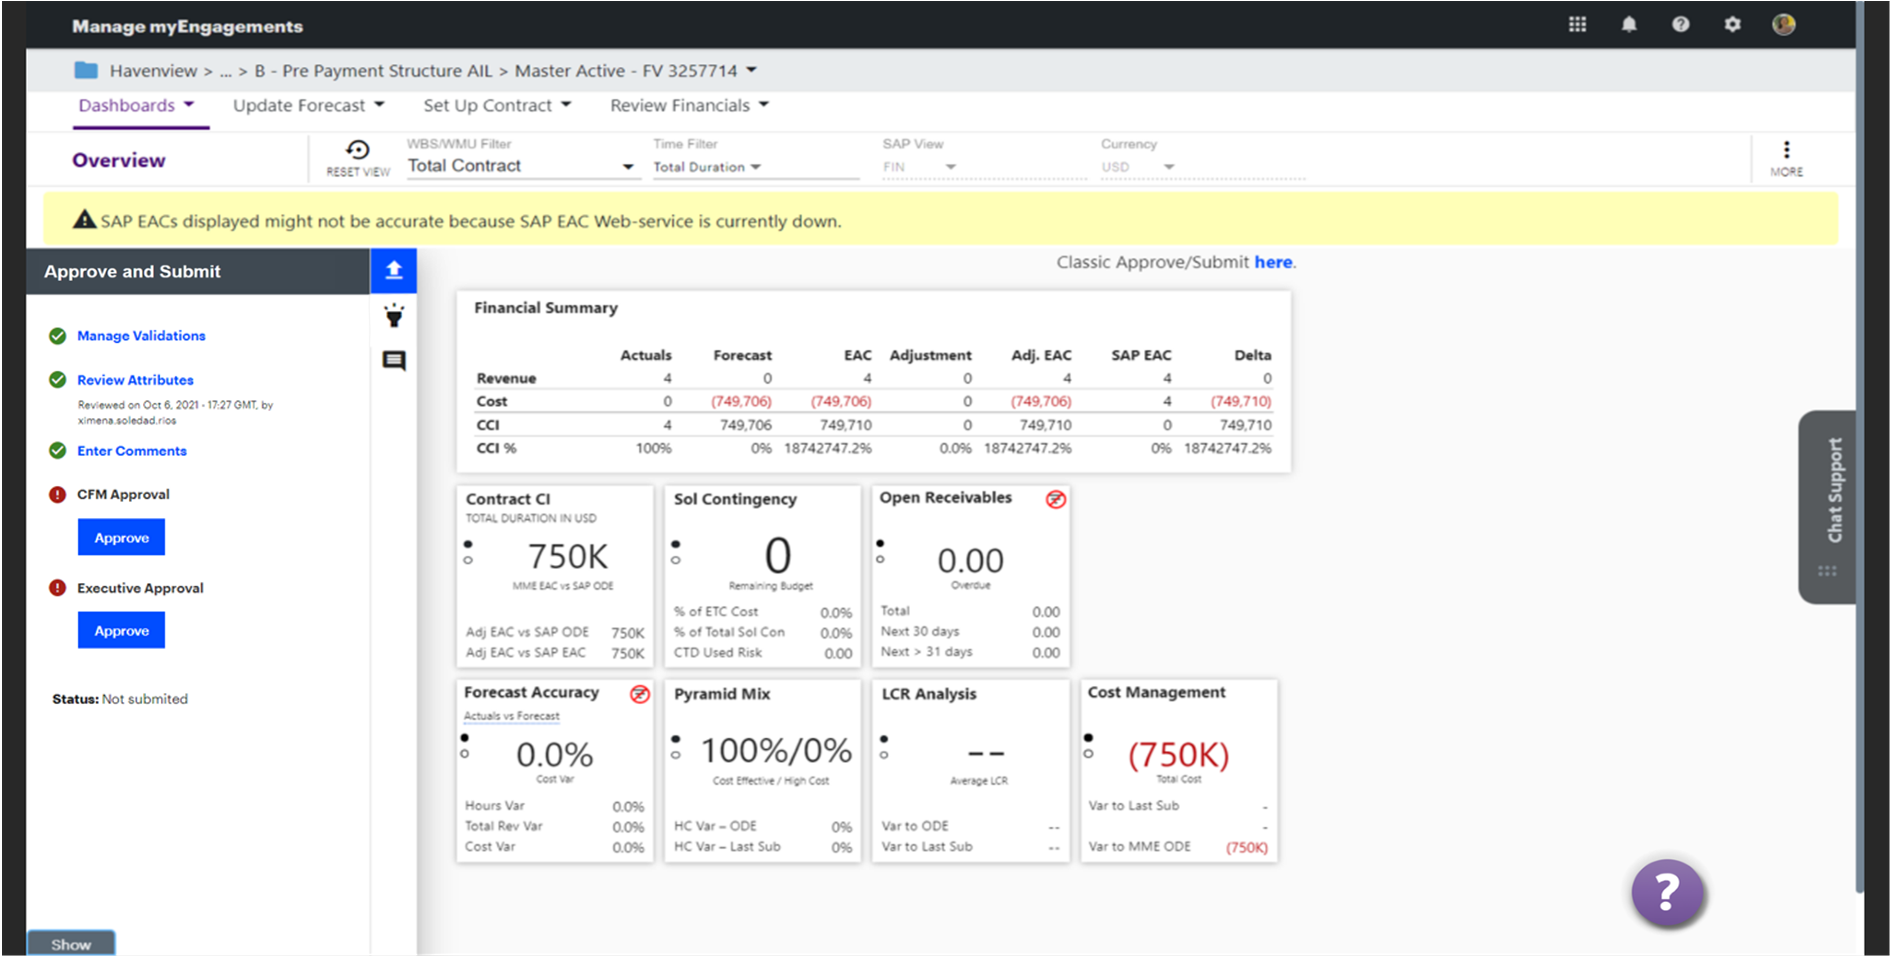 Manage myEngagements
Havenview > ... > B - Pre Payment Structure AIL > Master Active - FV 3257714
Dashboards Update Forecast Set Up Contract Review Financials
Overview
RESET VIEW
WBS/WMU Filter
Total Contract
Time Filter
Total Duration
SAP View
FIN
Currency
USD
MORE
SAP EACs displayed might not be accurate because SAP EAC Web-service is currently down.
Approve and Submit
Manage Validations
Review Attributes
Reviewed on Oct 6, 2021 - 17:27 GMT, by
ximena.soledad.rios
Enter Comments
CFM Approval
Approve
Executive Approval
Approve
Status: Not submited
Show
Classic Approve/Submit here.
Financial Summary
Actuals Forecast EAC Adjustment Adj. EAC SAP EAC Delta
Revenue 4 0 4 0 4 4 0
Cost 0 (749,706) (749,706) 0 (749,706) 4 (749,710)
CCI 4 749,706 749,710 0 749,710 0 749,710
CCI % 100% 0% 18742747.2% 0.0% 18742747.2% 0% 18742747.2%
Contract CI
TOTAL DURATION IN USD
750K
MME EAC vs SAP ODE
Adj EAC vs SAP ODE 750K
Adj EAC vs SAP EAC 750K
Sol Contingency
0
Remaining Budget
% of ETC Cost 0.0%
% of Total Sol Con 0.0%
CTD Used Risk 0.00
Open Receivables
0.00
Overdue
Total 0.00
Next 30 days 0.00
Next > 31 days 0.00
Forecast Accuracy
Actuals vs Forecast
0.0%
Cost Var
Hours Var 0.0%
Total Rev Var 0.0%
Cost Var 0.0%
Pyramid Mix
100%/0%
Cost Effective / High Cost
HC Var – ODE 0%
HC Var – Last Sub 0%
LCR Analysis
--
Average LCR
Var to ODE --
Var to Last Sub --
Cost Management
(750K)
Total Cost
Var to Last Sub -
-
Var to MME ODE (750K)
Chat Support
?